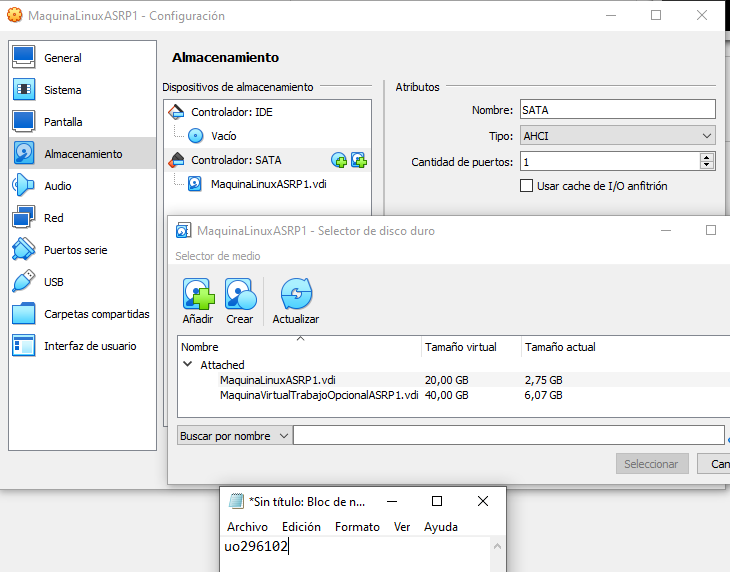 MaquinaLinuxASRP1 - Configuración
General
Sistema
Pantalla
Almacenamiento
Audio
Red
Puertos serie
USB
Carpetas compartidas
Interfaz de usuario
Almacenamiento
Dispositivos de almacenamiento
Controlador: IDE
Vacío
Controlador: SATA
MaquinaLinuxASRP1.vdi
Atributos
Nombre: SATA
Tipo: AHCI
Cantidad de puertos: 1
Usar cache de I/O anfitrión
MaquinaLinuxASRP1 - Selector de disco duro
Selector de medio
Añadir Crear Actualizar
Nombre Tamaño virtual Tamaño actual
Attached
MaquinaLinuxASRP1.vdi 20,00 GB 2,75 GB
MaquinaVirtualTrabajoOpcionalASRP1.vdi 40,00 GB 6,07 GB
Buscar por nombre
Seleccionar Can
*Sin título: Bloc de n...
Archivo Edición Formato Ver Ayuda
uo296102